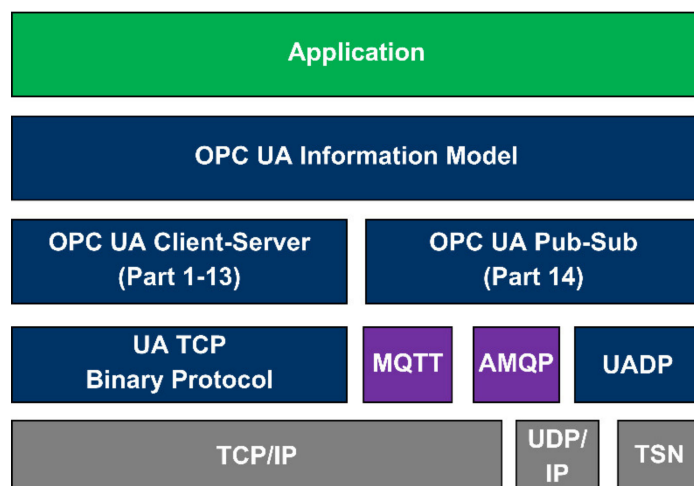 Application
OPC UA Information Model
OPC UA Client-Server
(Part 1-13)
OPC UA Pub-Sub
(Part 14)
UA TCP
Binary Protocol
MQTT
AMQP
UADP
TCP/IP
UDP/
IP
TSN